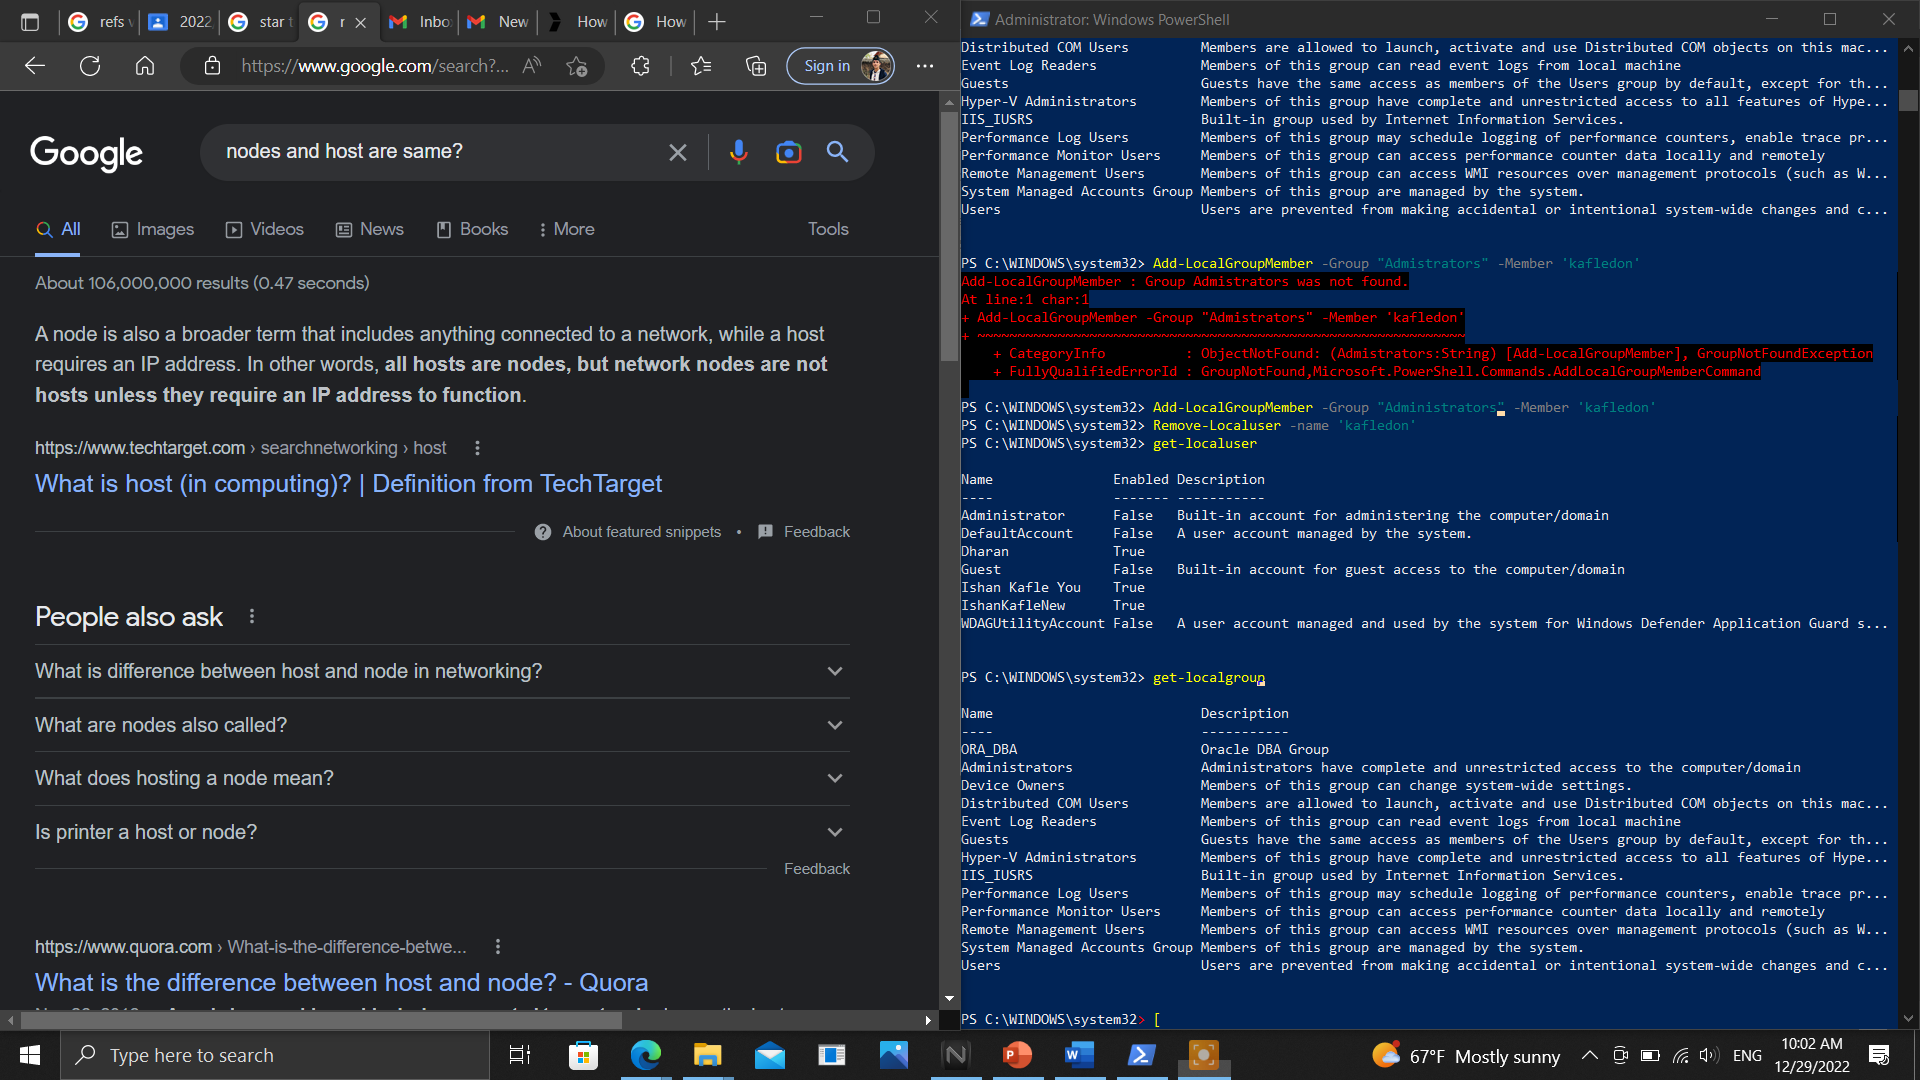 refs v
2022
star t
r
Inbo
New
How
How
https://www.google.com/search?...
Sign in
Google
nodes and host are same?
All
Images
Videos
News
Books
More
Tools
About 106,000,000 results (0.47 seconds)
A node is also a broader term that includes anything connected to a network, while a host
requires an IP address. In other words, all hosts are nodes, but network nodes are not
hosts unless they require an IP address to function.
https://www.techtarget.com › searchnetworking › host
What is host (in computing)? | Definition from TechTarget
About featured snippets • Feedback
People also ask
What is difference between host and node in networking?
What are nodes also called?
What does hosting a node mean?
Is printer a host or node?
Feedback
https://www.quora.com › What-is-the-difference-betwe...
What is the difference between host and node? - Quora
Administrator: Windows PowerShell
Distributed COM Users Members are allowed to launch, activate and use Distributed COM objects on this mac...
Event Log Readers Members of this group can read event logs from local machine
Guests Guests have the same access as members of the Users group by default, except for th...
Hyper-V Administrators Members of this group have complete and unrestricted access to all features of Hype...
IIS_IUSRS Built-in group used by Internet Information Services.
Performance Log Users Members of this group may schedule logging of performance counters, enable trace pr...
Performance Monitor Users Members of this group can access performance counter data locally and remotely
Remote Management Users Members of this group can access WMI resources over management protocols (such as W...
System Managed Accounts Group Members of this group are managed by the system.
Users Users are prevented from making accidental or intentional system-wide changes and c...
PS C:\WINDOWS\system32> Add-LocalGroupMember -Group "Admistrators" -Member 'kafledon'
Add-LocalGroupMember : Group Admistrators was not found.
At line:1 char:1
+ Add-LocalGroupMember -Group "Admistrators" -Member 'kafledon'
+ ~~~~~~~~~~~~~~~~~~~~~~~~~~~~~~~~~~~~~~~~~~~~~~~~~~~~~~~~~~~~~
+ CategoryInfo : ObjectNotFound: (Admistrators:String) [Add-LocalGroupMember], GroupNotFoundException
+ FullyQualifiedErrorId : GroupNotFound,Microsoft.PowerShell.Commands.AddLocalGroupMemberCommand
PS C:\WINDOWS\system32> Add-LocalGroupMember -Group "Administrators" -Member 'kafledon'
PS C:\WINDOWS\system32> Remove-Localuser -name 'kafledon'
PS C:\WINDOWS\system32> get-localuser
Name Enabled Description
---- ------- -----------
Administrator False Built-in account for administering the computer/domain
DefaultAccount False A user account managed by the system.
Dharan True
Guest False Built-in account for guest access to the computer/domain
Ishan Kafle You True
IshanKafleNew True
WDAGUtilityAccount False A user account managed and used by the system for Windows Defender Application Guard s...
PS C:\WINDOWS\system32> get-localgroup
Name Description
---- -----------
ORA_DBA Oracle DBA Group
Administrators Administrators have complete and unrestricted access to the computer/domain
Device Owners Members of this group can change system-wide settings.
Distributed COM Users Members are allowed to launch, activate and use Distributed COM objects on this mac...
Event Log Readers Members of this group can read event logs from local machine
Guests Guests have the same access as members of the Users group by default, except for th...
Hyper-V Administrators Members of this group have complete and unrestricted access to all features of Hype...
IIS_IUSRS Built-in group used by Internet Information Services.
Performance Log Users Members of this group may schedule logging of performance counters, enable trace pr...
Performance Monitor Users Members of this group can access performance counter data locally and remotely
Remote Management Users Members of this group can access WMI resources over management protocols (such as W...
System Managed Accounts Group Members of this group are managed by the system.
Users Users are prevented from making accidental or intentional system-wide changes and c...
PS C:\WINDOWS\system32> [
Type here to search
67°F Mostly sunny
ENG
10:02 AM
12/29/2022